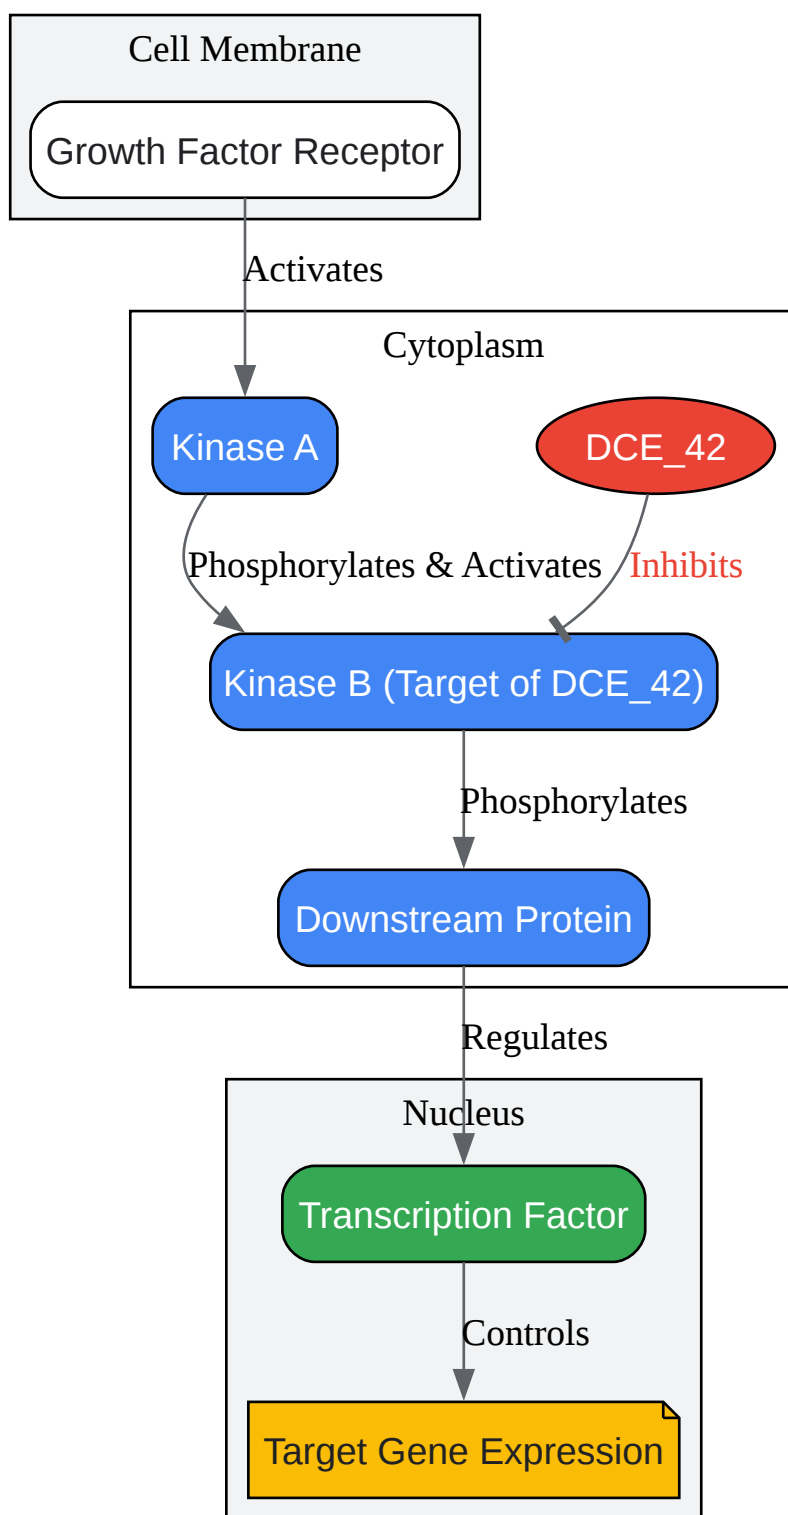 Cell Membrane
Growth Factor Receptor
Activates
Cytoplasm
Kinase A
DCE_42
Phosphorylates & Activates
Inhibits
Kinase B (Target of DCE_42)
Phosphorylates
Downstream Protein
Regulates
Nucleus
Transcription Factor
Controls
Target Gene Expression